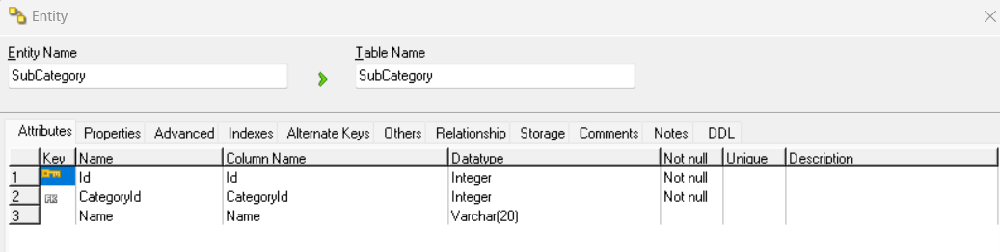 Entity
Entity Name Table Name
SubCategory SubCategory
Attributes Properties Advanced Indexes Alternate Keys Others Relationship Storage Comments Notes DDL
Key Name Column Name Datatype Not null Unique Description
1 Id Id Integer Not null
2 FK CategoryId CategoryId Integer Not null
3 Name Name Varchar(20)